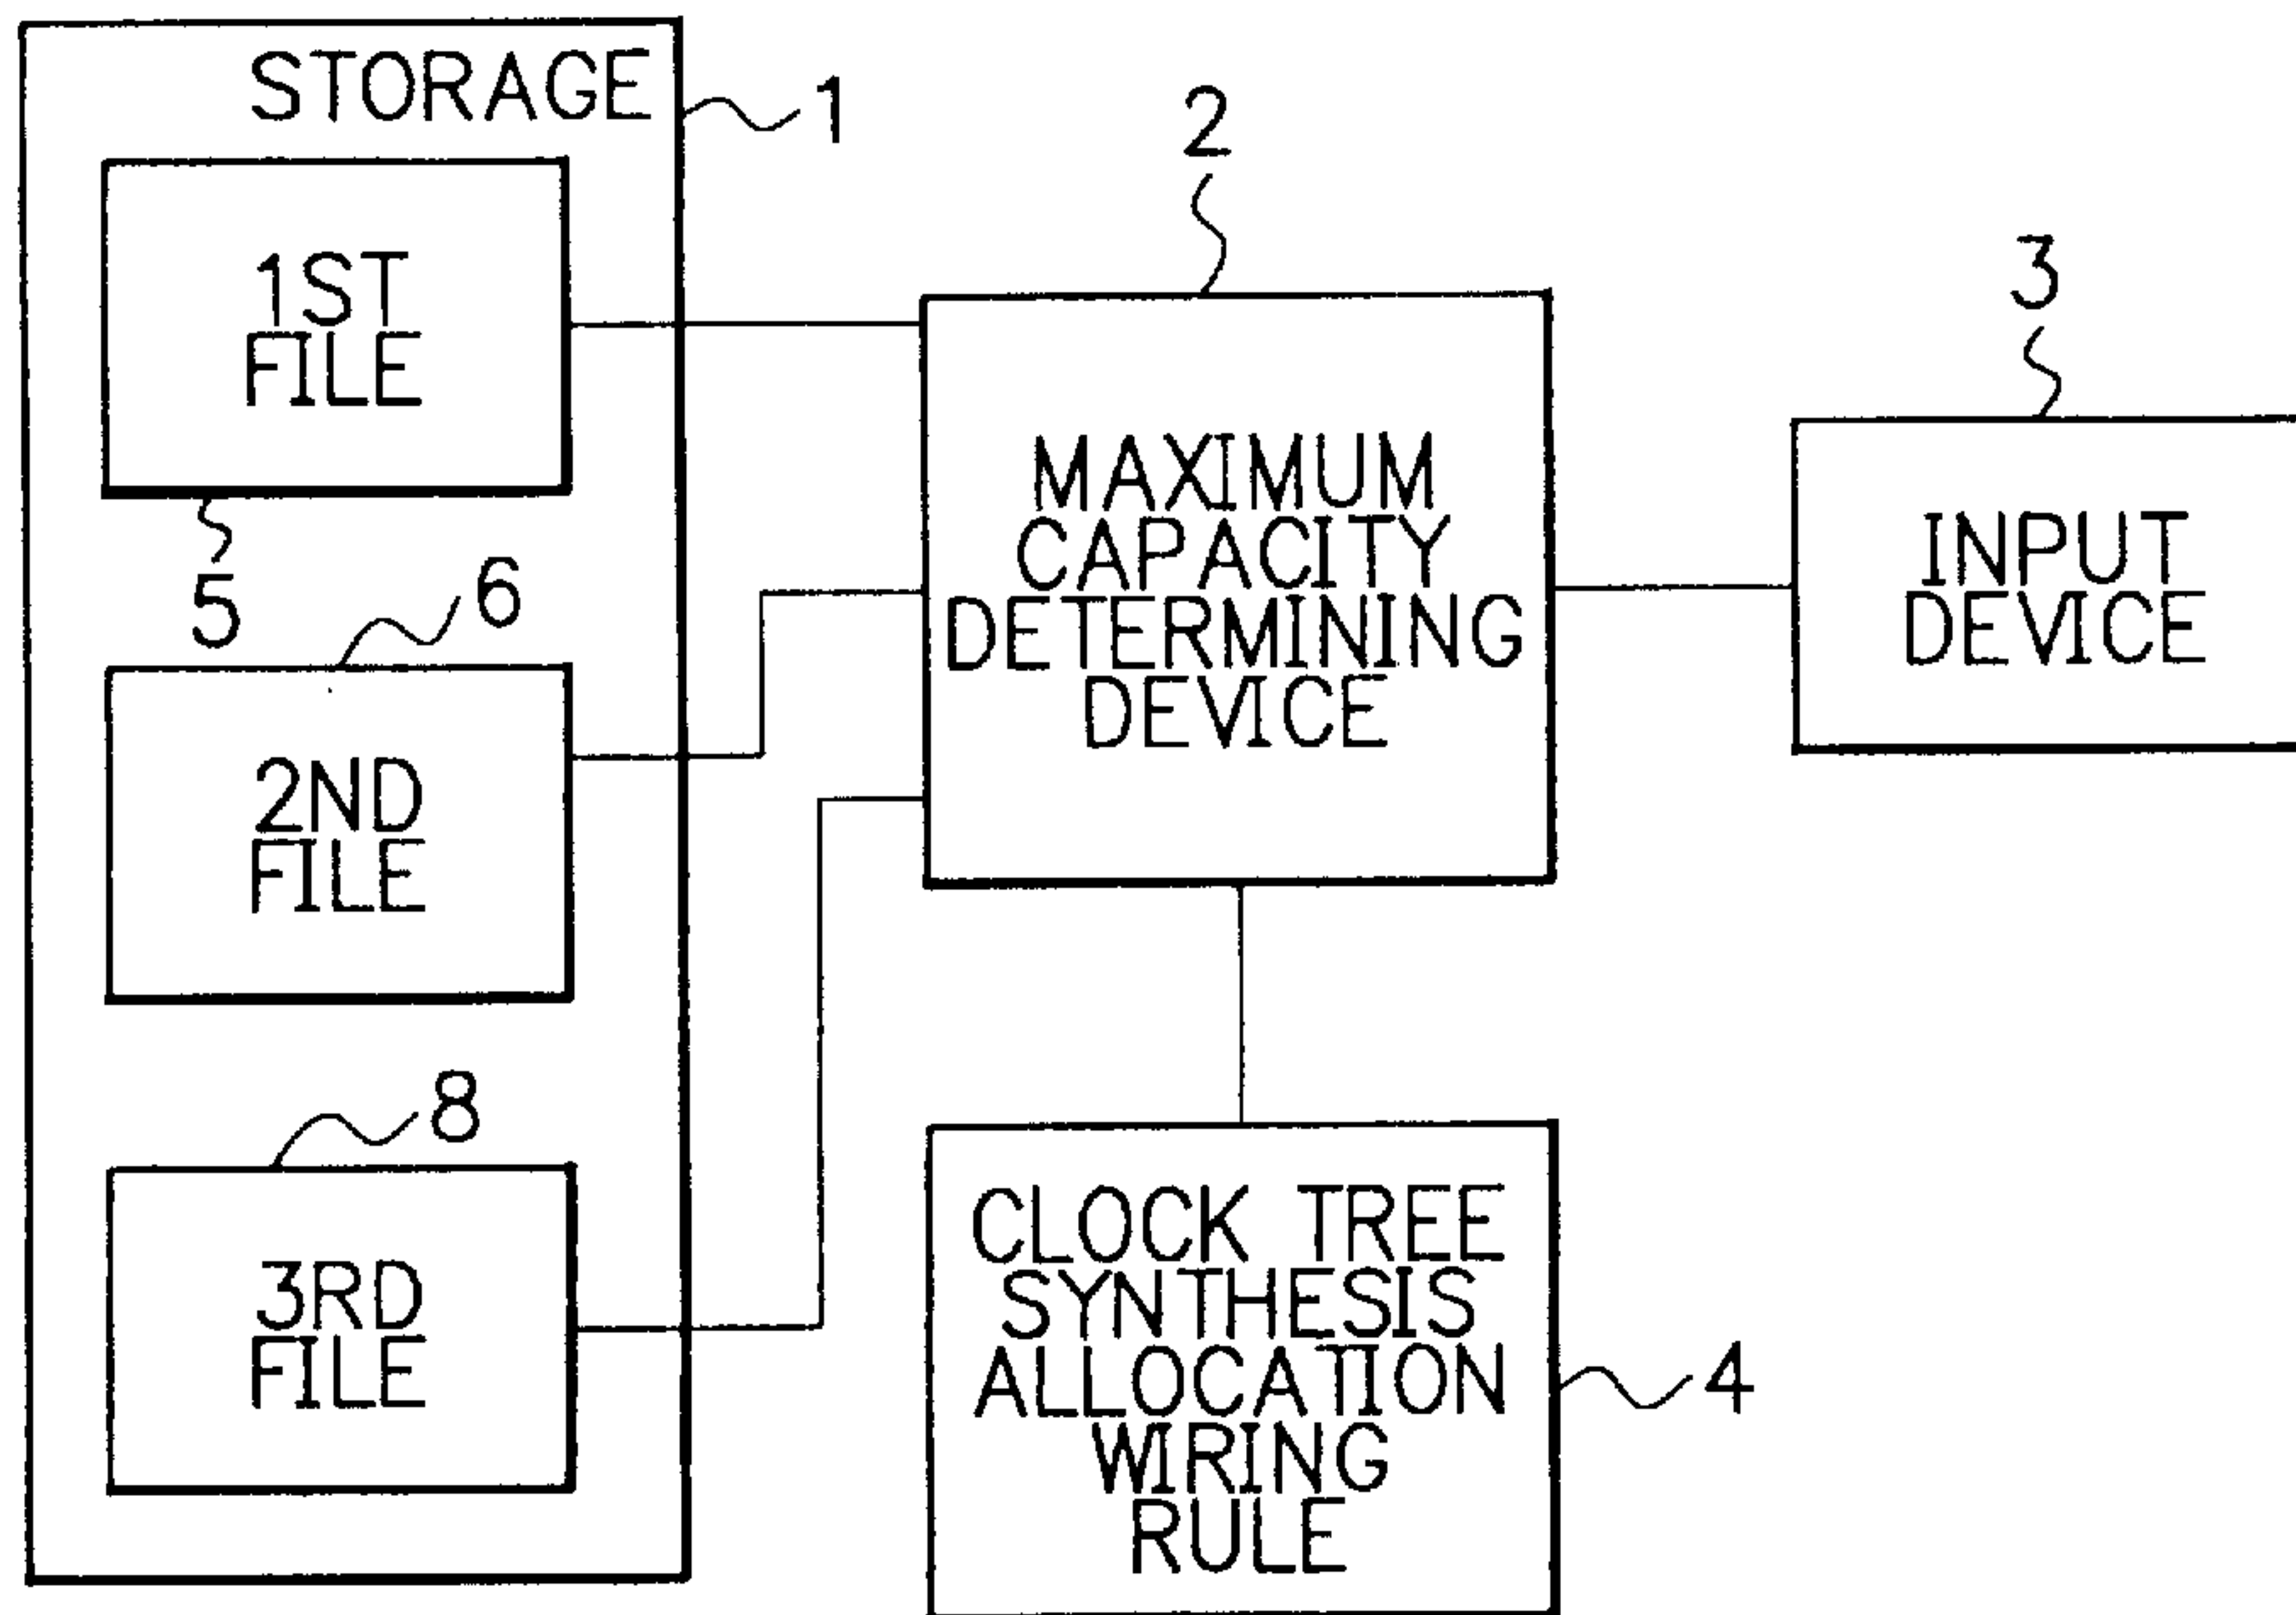 STORAGE
1
1ST
FILE
5
6
2ND
FILE
8
3RD
FILE
2
MAXIMUM
CAPACITY
DETERMINING
DEVICE
3
INPUT
DEVICE
CLOCK TREE
SYNTHESIS
ALLOCATION
WIRING
RULE
4